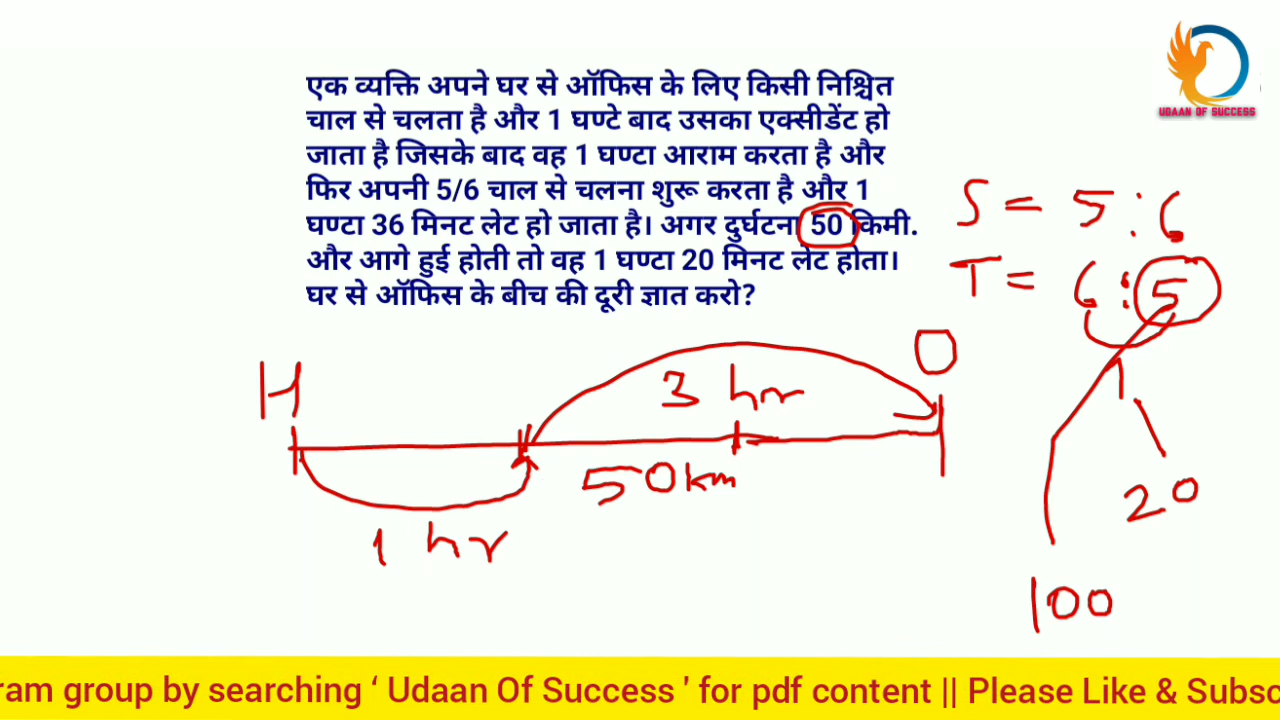 UDAAN OF SUCCESS
एक व्यक्ति अपने घर से ऑफिस के लिए किसी निश्चित
चाल से चलता है और 1 घण्टे बाद उसका एक्सीडेंट हो
जाता है जिसके बाद वह 1 घण्टा आराम करता है और
फिर अपनी 5/6 चाल से चलना शुरू करता है और 1
घण्टा 36 मिनट लेट हो जाता है। अगर दुर्घटना 50 किमी.
और आगे हुई होती तो वह 1 घण्टा 20 मिनट लेट होता।
घर से ऑफिस के बीच की दूरी ज्ञात करो?
S = 5 : 6
T = 6 : 5
1
20
100
H
O
3 hr
50km
1 hr
ram group by searching ‘ Udaan Of Success ' for pdf content || Please Like & Subsc